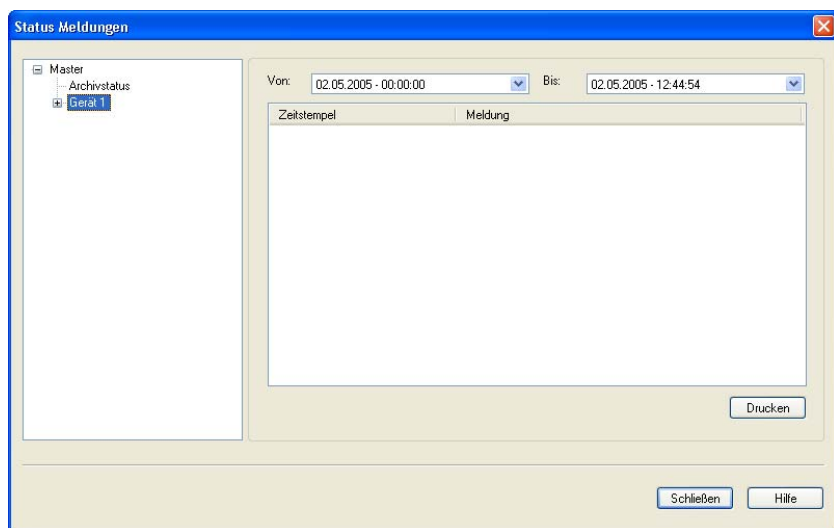 Status Meldungen
Master
Archivstatus
Gerät 1
Von: 02.05.2005 - 00:00:00 Bis: 02.05.2005 - 12:44:54
Zeitstempel Meldung
Drucken
Schließen Hilfe